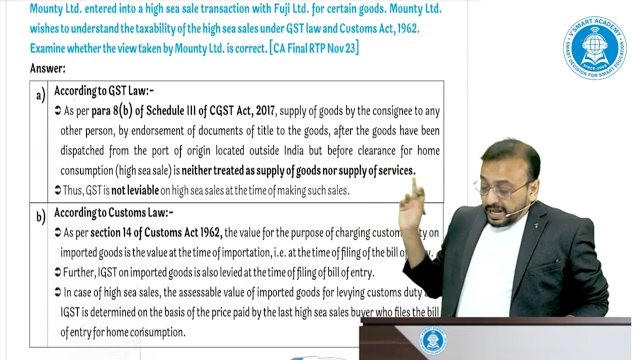 Mounty Ltd. entered into a high sea sale transaction with Fuji Ltd. for certain goods. Mounty Ltd.
wishes to understand the taxability of the high sea sales under GST law and Customs Act, 1962.
Examine whether the view taken by Mounty Ltd. is correct. [CA Final RTP Nov 23]
Answer:
a) According to GST Law:-
➲ As per para 8(b) of Schedule III of CGST Act, 2017, supply of goods by the consignee to any
other person, by endorsement of documents of title to the goods, after the goods have been
dispatched from the port of origin located outside India but before clearance for home
consumption (high sea sale) is neither treated as supply of goods nor supply of services.
➲ Thus, GST is not leviable on high sea sales at the time of making such sales.
b) According to Customs Law:-
➲ As per section 14 of Customs Act 1962, the value for the purpose of charging custom on
imported goods is the value at the time of importation, i.e. at the time of filing of the bill of
➲ Further, IGST on imported goods is also levied at the time of filing of bill of entry.
➲ In case of high sea sales, the assessable value of imported goods for levying customs duty
IGST is determined on the basis of the price paid by the last high sea sales buyer who files the bill
of entry for home consumption.
V SMART ACADEMY
SMART DECISION FOR SMART EDUCATION